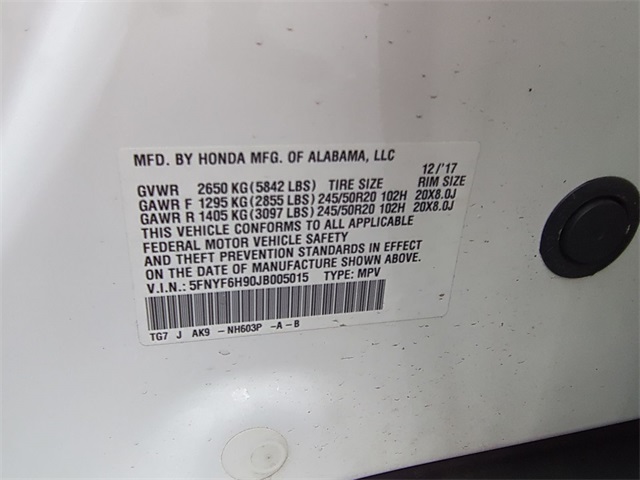 MFD. BY HONDA MFG. OF ALABAMA, LLC
12/'17
GVWR 2650 KG(5842 LBS) TIRE SIZE RIM SIZE
GAWR F 1295 KG(2855 LBS)245/50R20 102H 20X8.0J
GAWR R 1405 KG(3097 LBS)245/50R20 102H 20X8.0J
THIS VEHICLE CONFORMS TO ALL APPLICABLE
FEDERAL MOTOR VEHICLE SAFETY
AND THEFT PREVENTION STANDARDS IN EFFECT
ON THE DATE OF MANUFACTURE SHOWN ABOVE.
V.I.N.: 5FNYF6H90JB005015 TYPE: MPV
TG7 J AK9 -NH603P -A-B